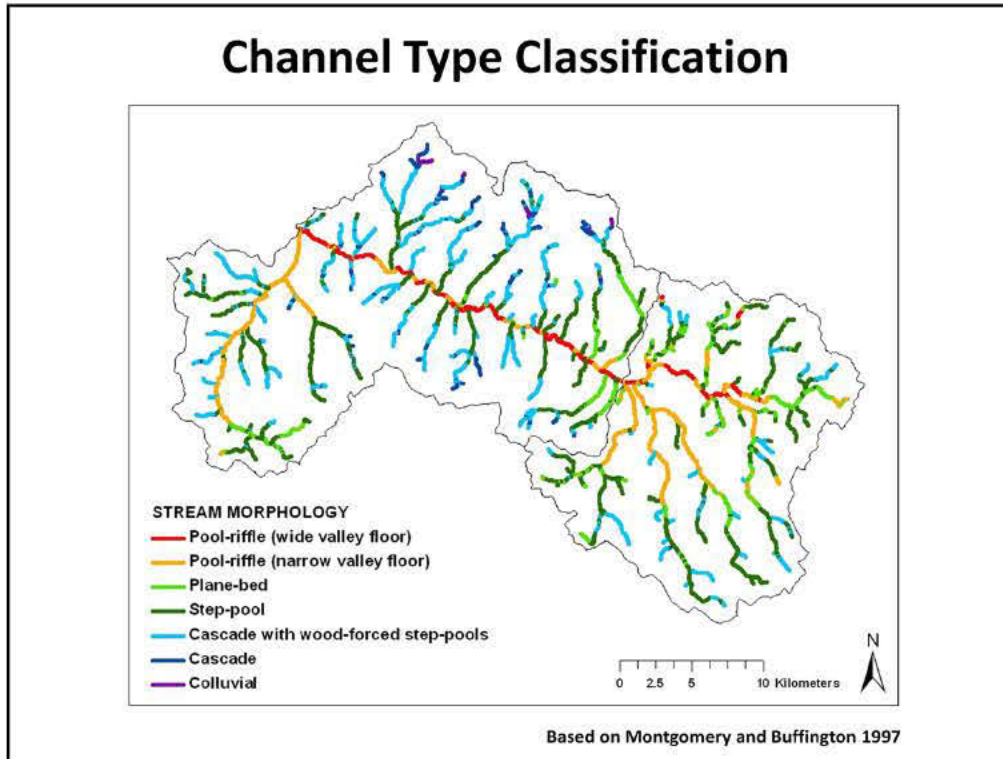 Channel Type Classification
STREAM MORPHOLOGY
Pool-riffle (wide valley floor)
Pool-riffle (narrow valley floor)
Plane-bed
Step-pool
Cascade with wood-forced step-pools
Cascade
Colluvial
0 2.5 5 10 Kilometers
N
Based on Montgomery and Buffington 1997